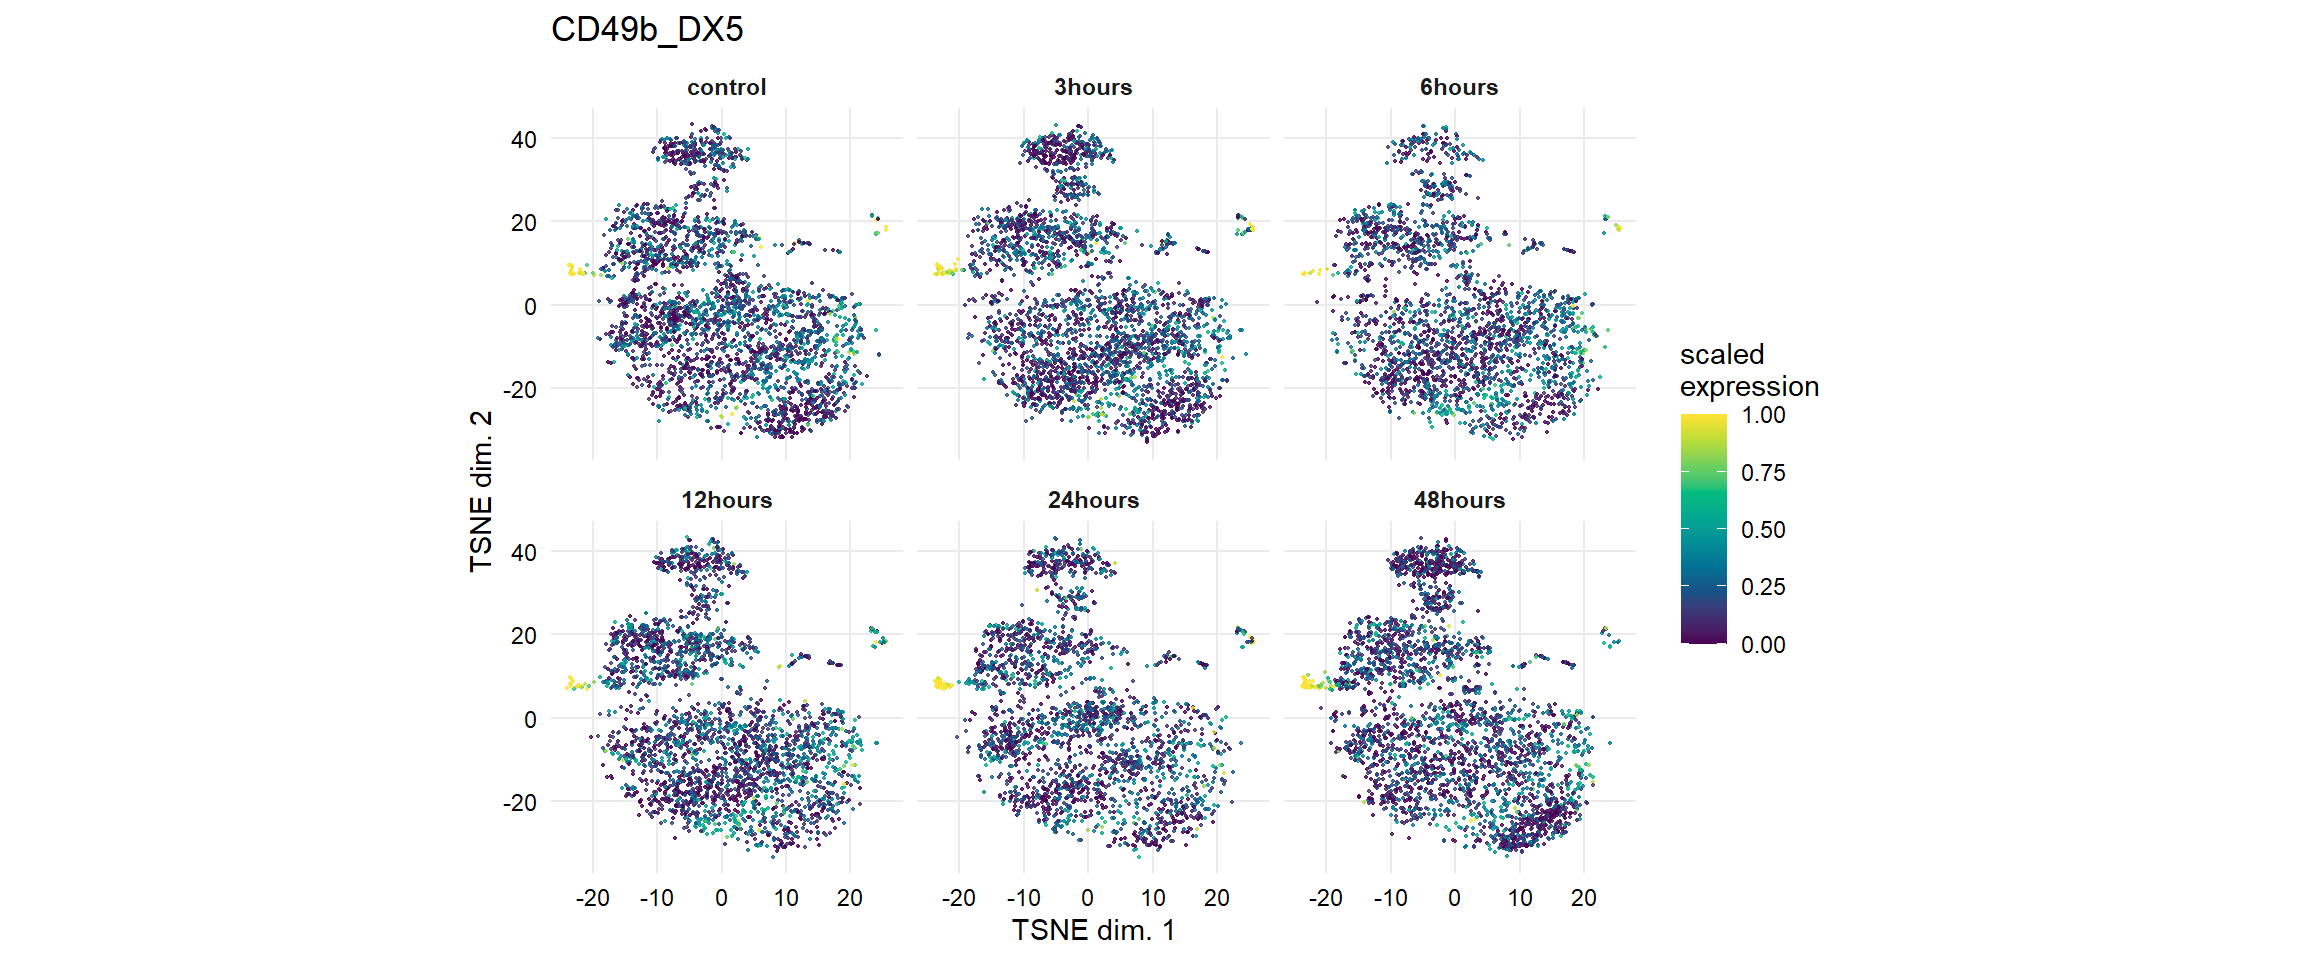 CD49b_DX5
control
3hours
6hours
40
20
0
-20
TSNE dim. 2
12hours
24hours
48hours
40
20
0
-20
-20 -10 0 10 20
-20 -10 0 10 20
-20 -10 0 10 20
TSNE dim. 1
scaled
expression
1.00
0.75
0.50
0.25
0.00